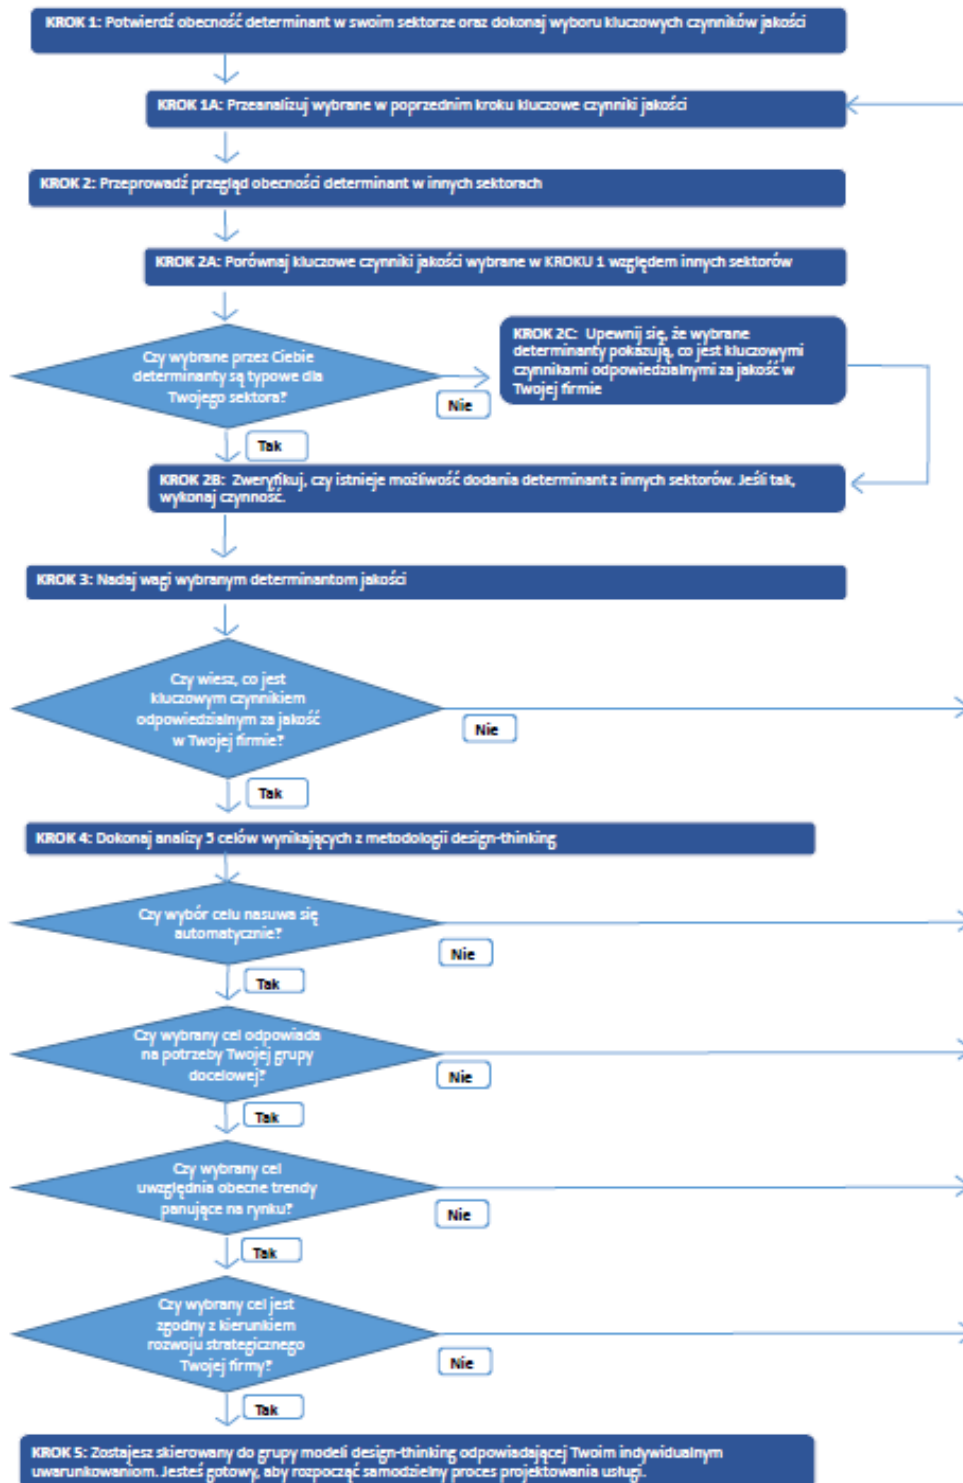 KROK 1: Potwierdź obecność determinant w swoim sektorze oraz dokonaj wyboru kluczowych czynników jakości
KROK 1A: Przeanalizuj wybrane w poprzednim kroku kluczowe czynniki jakości
KROK 2: Przeprowadź przegląd obecności determinant w innych sektorach
KROK 2A: Porównaj kluczowe czynniki jakości wybrane w KROKU 1 względem innych sektorów
Czy wybrane przez Ciebie
determinanty są typowe dla
Twojego sektora?
Nie
KROK 2C: Upewnij się, że wybrane
determinanty pokazują, co jest kluczowymi
czynnikami odpowiedzialnymi za jakość w
Twojej firmie
Tak
KROK 2B: Zweryfikuj, czy istnieje możliwość dodania determinant z innych sektorów. Jeśli tak,
wykonaj czynność.
KROK 3: Nadaj wagi wybranym determinantom jakości
Czy wiesz, co jest
kluczowym czynnikiem
odpowiedzialnym za jakość
w Twojej firmie?
Nie
Tak
KROK 4: Dokonaj analizy 5 celów wynikających z metodologii design-thinking
Czy wybór celu nasuwa się
automatycznie?
Nie
Tak
Czy wybrany cel odpowiada
na potrzeby Twojej grupy
docelowej?
Nie
Tak
Czy wybrany cel
uwzględnia obecne trendy
panujące na rynku?
Nie
Tak
Czy wybrany cel jest
zgodny z kierunkiem
rozwoju strategicznego
Twojej firmy?
Nie
Tak
KROK 5: Zostajesz skierowany do grupy modeli design-thinking odpowiadającej Twoim indywidualnym
uwarunkowaniom. Jesteś gotowy, aby rozpocząć samodzielny proces projektowania usługi.